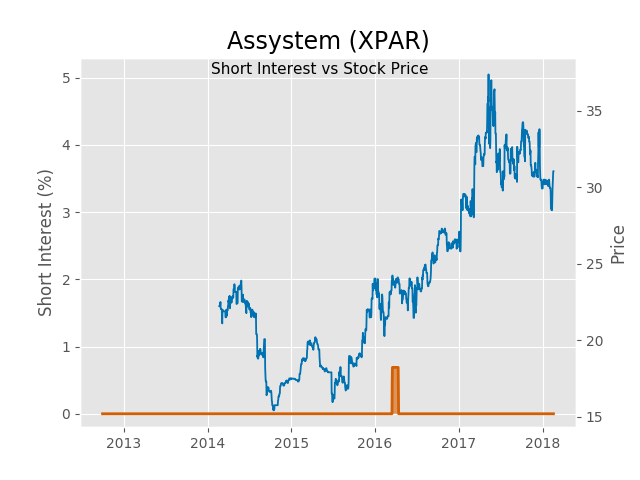 Assystem (XPAR)
Short Interest vs Stock Price
Short Interest (%)
5
4
3
2
1
0
35
30
25
20
15
Price
2013 2014 2015 2016 2017 2018